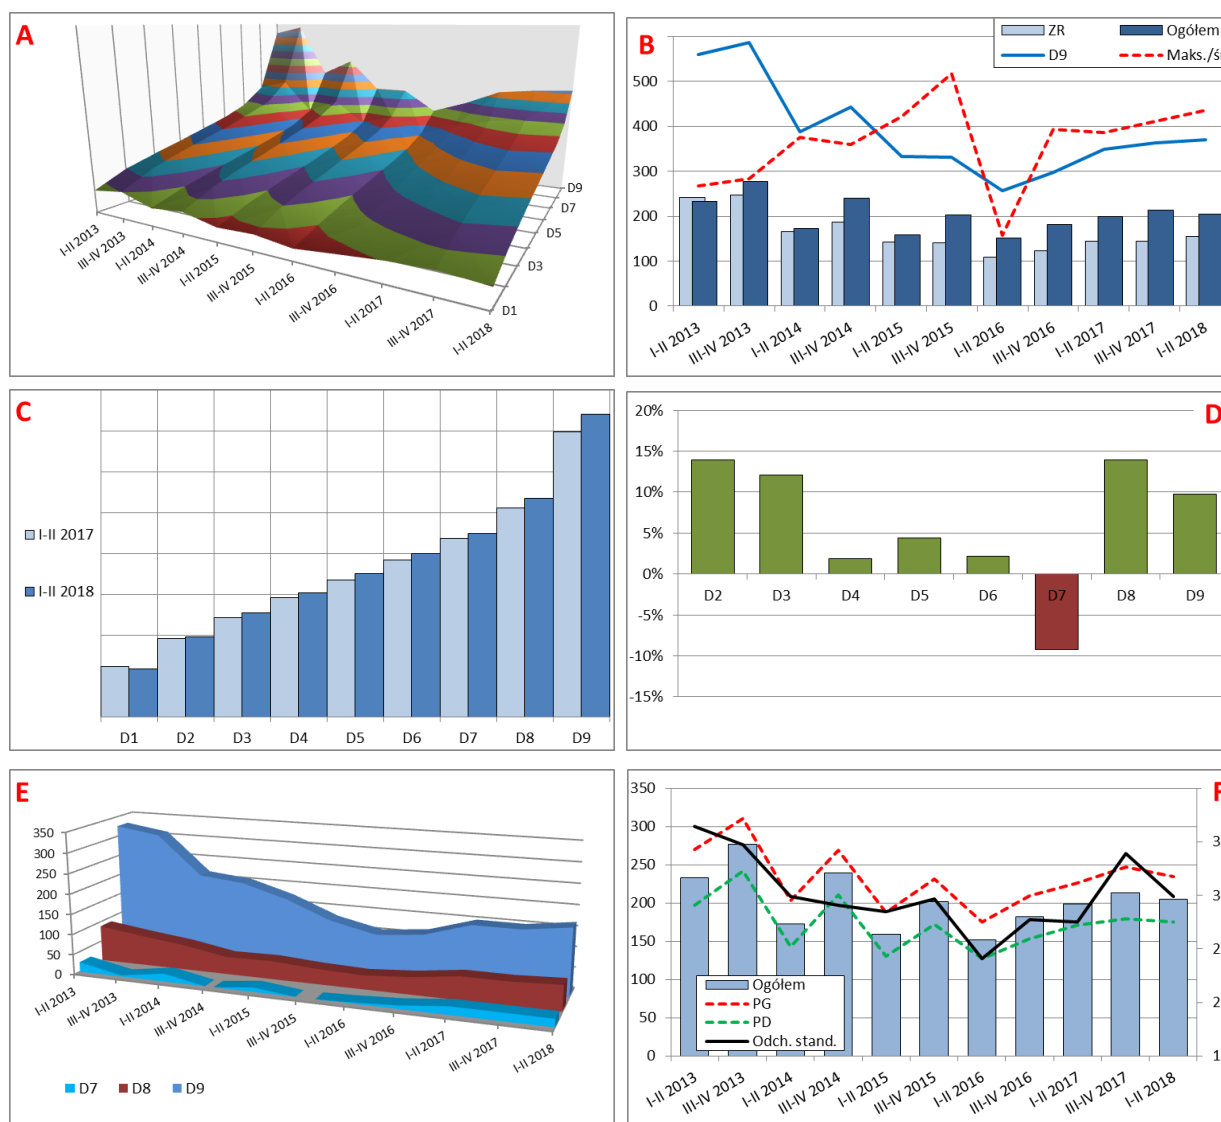 A
I-II 2013
III-IV 2013
I-II 2014
III-IV 2014
I-II 2015
III-IV 2015
I-II 2016
III-IV 2016
I-II 2017
III-IV 2017
I-II 2018
D9
D7
D5
D3
D1
B
ZR
Ogółem
D9
Maks./
500
400
300
200
100
0
I-II 2013
III-IV 2013
I-II 2014
III-IV 2014
I-II 2015
III-IV 2015
I-II 2016
III-IV 2016
I-II 2017
III-IV 2017
I-II 2018
C
I-II 2017
I-II 2018
D1 D2 D3 D4 D5 D6 D7 D8 D9
D
20%
15%
10%
5%
0%
-5%
-10%
-15%
D2 D3 D4 D5 D6 D7 D8 D9
E
350
300
250
200
150
100
50
0
I-II 2013
III-IV 2013
I-II 2014
III-IV 2014
I-II 2015
III-IV 2015
I-II 2016
III-IV 2016
I-II 2017
III-IV 2017
I-II 2018
D7 D8 D9
F
350
300
250
200
150
100
50
0
3
3
2
2
1
Ogółem
PG
PD
Odch. stand.
I-II 2013
III-IV 2013
I-II 2014
III-IV 2014
I-II 2015
III-IV 2015
I-II 2016
III-IV 2016
I-II 2017
III-IV 2017
I-II 2018